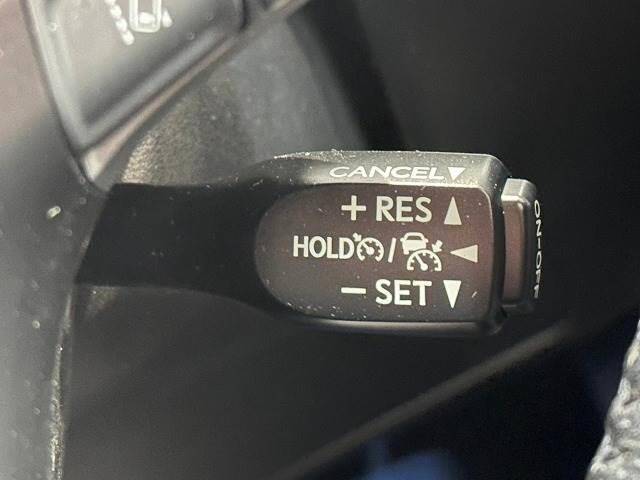 CANCEL▼
+ RES ▲
HOLD / ◀
− SET ▼
ON-OFF